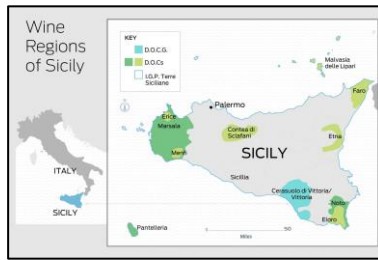 Wine
Regions
of Sicily
KEY
D.O.C.G.
D.O.Cs
I.G.P. Terre
Siciliane
Malvasia
delle Lipari
Palermo
Faro
Erice
Marsala
Contea di
Sclafani
Etna
Menfi
SICILY
ITALY
Sicilia
SICILY
Cerasuolo di Vittoria/
Vittoria
Noto
Eloro
Pantelleria
0
50
Miles